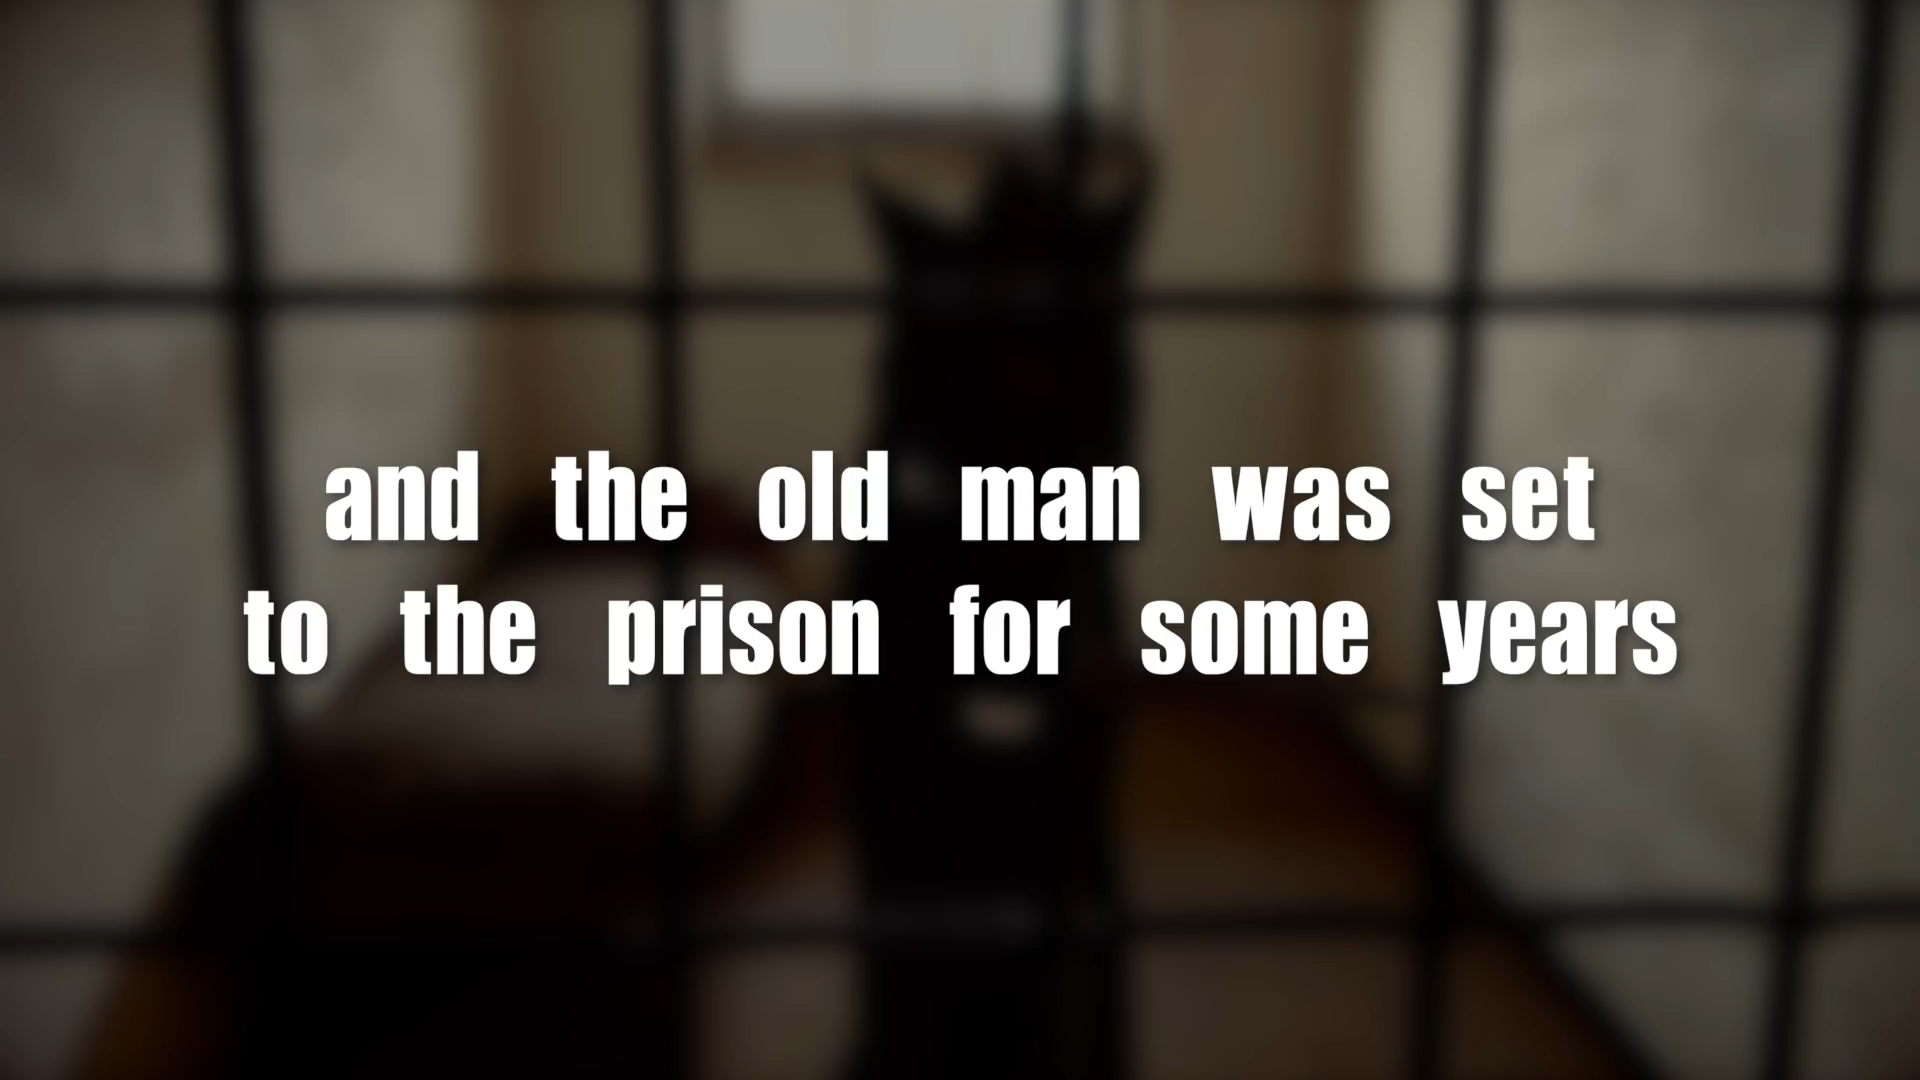 and the old man was set
to the prison for some years